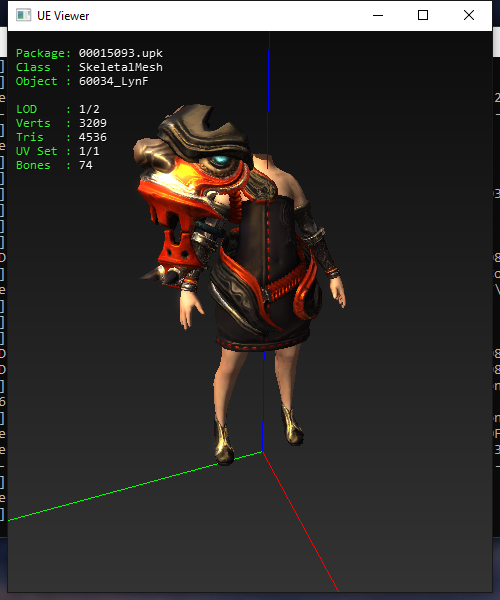 UE Viewer
Package: 00015093.upk
Class : SkeletalMesh
Object : 60034_LynF
LOD : 1/2
Verts : 3209
Tris : 4536
UV Set : 1/1
Bones : 74